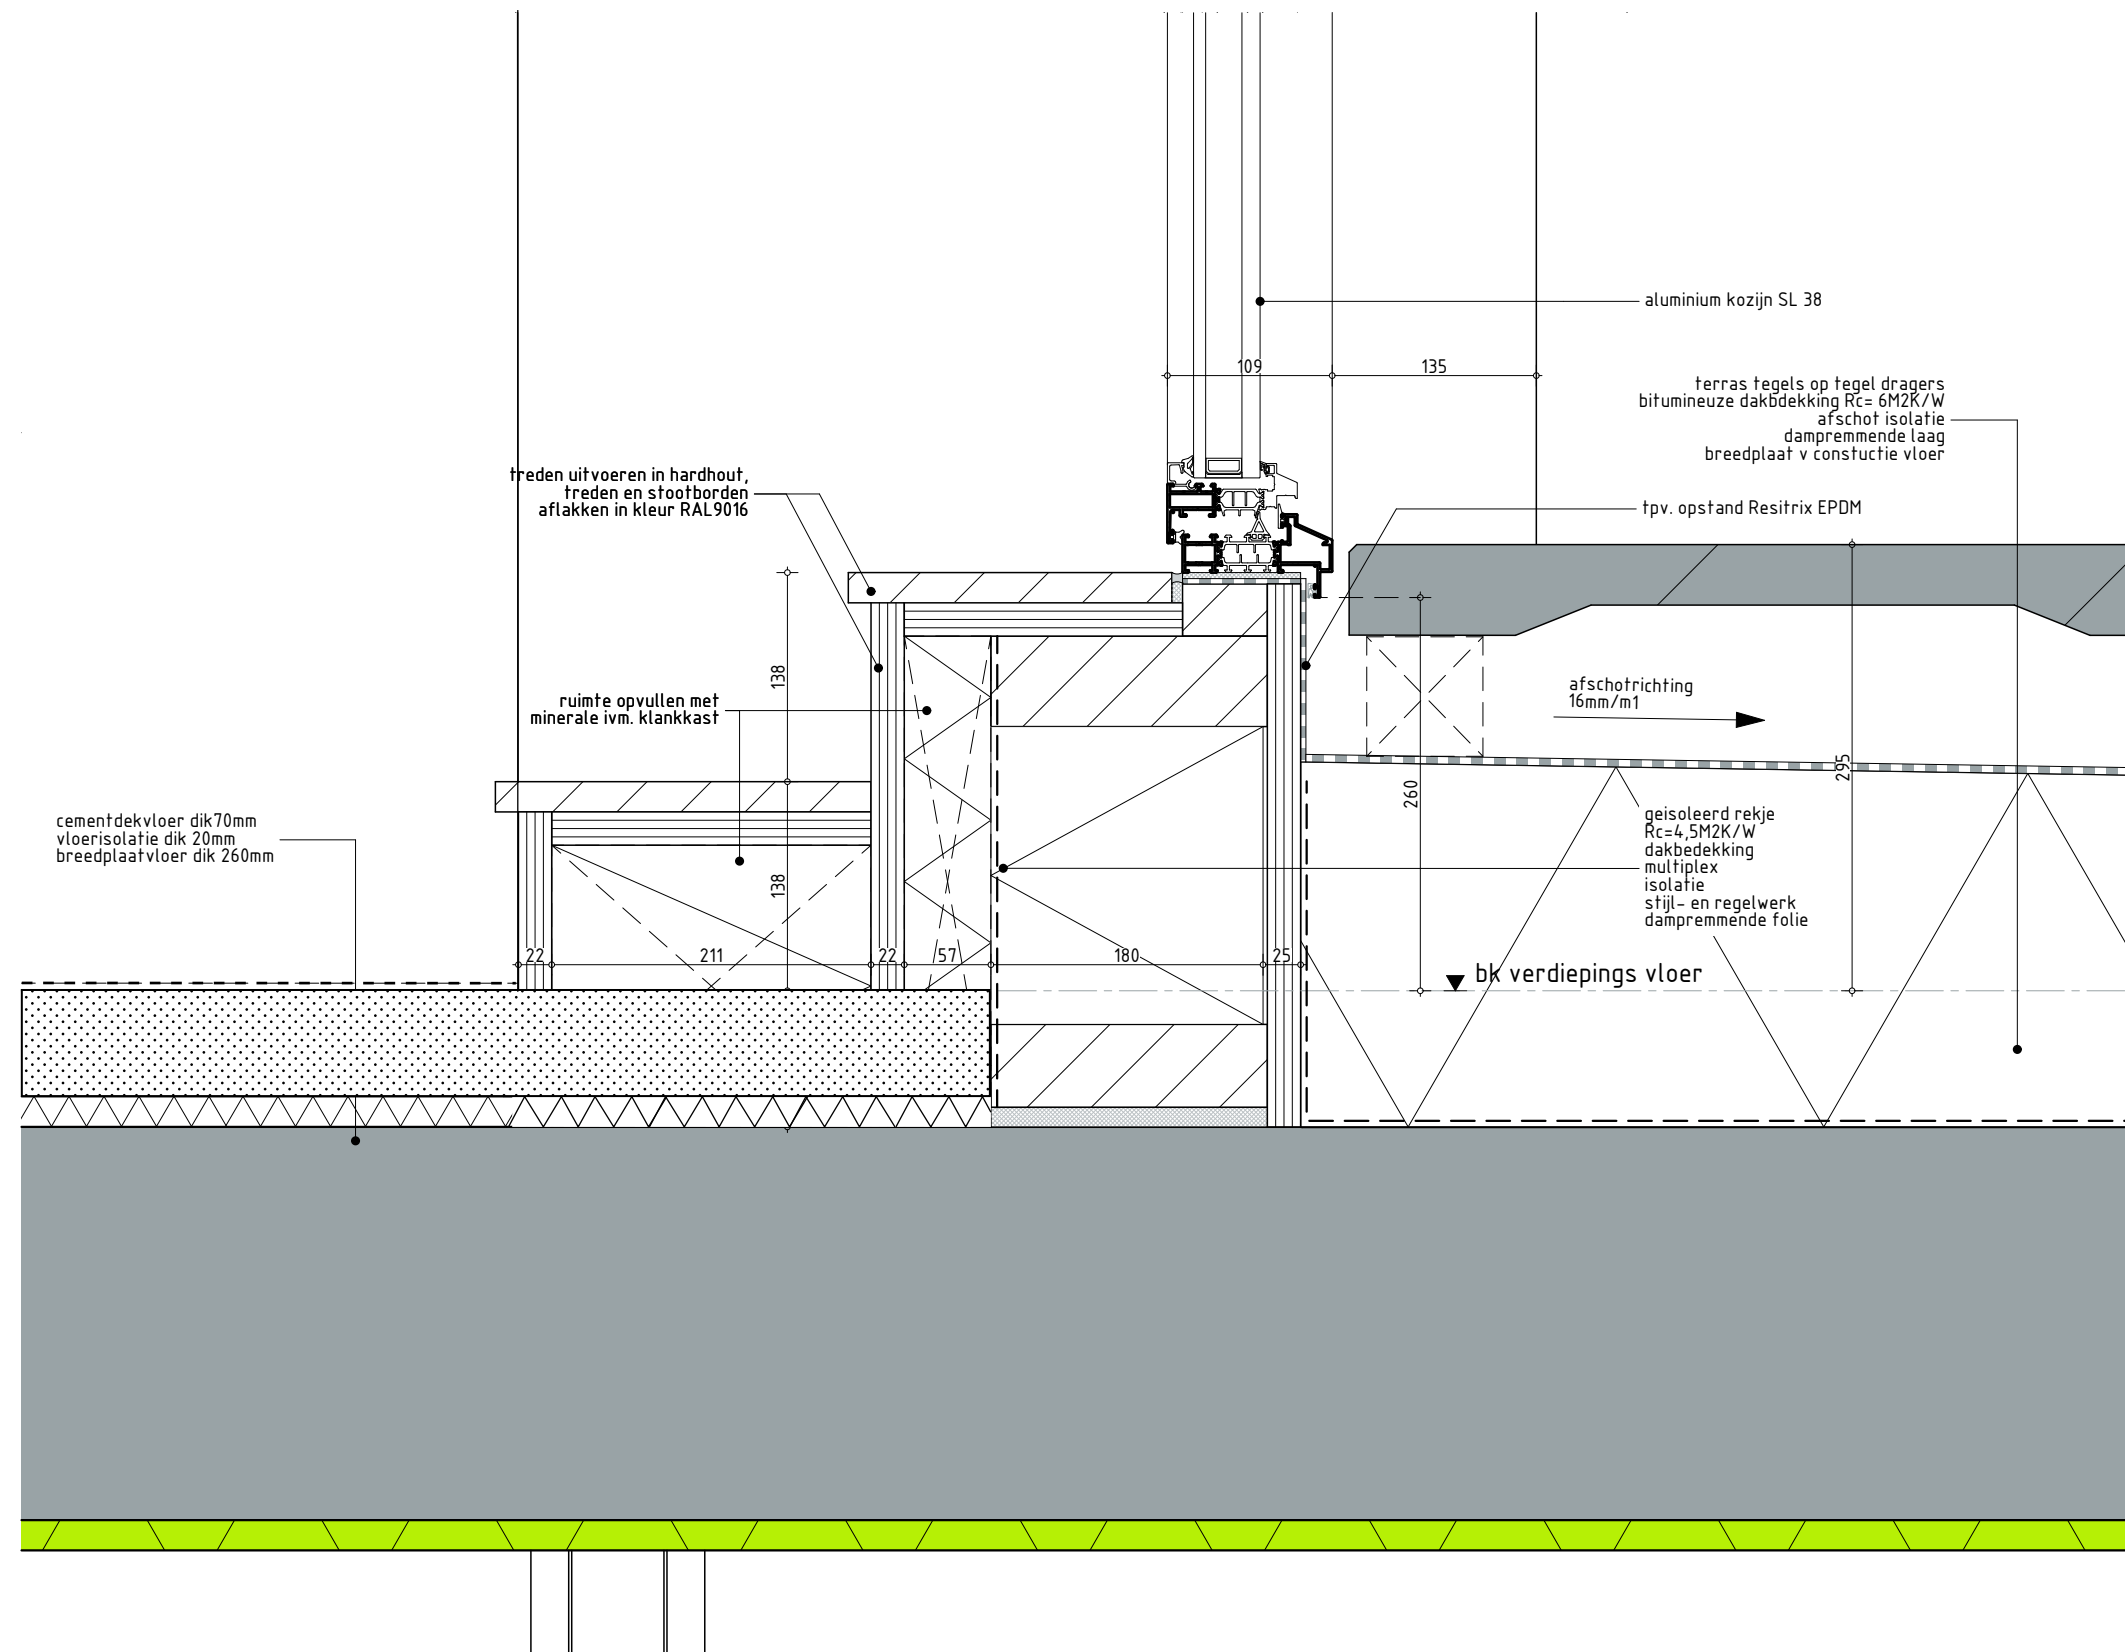 aluminium kozijn SL 38
109
135
terras tegels op tegel dragers
bitumineuze dakbdekking Rc= 6M2K/W
afschot isolatie
dampremmende laag
breedplaat v constuctie vloer
treden uitvoeren in hardhout,
treden en stootborden
aflakken in kleur RAL9016
tpv. opstand Resitrix EPDM
138
ruimte opvullen met
minerale ivm. klankkast
afschotrichting
16mm/m1
260
295
cementdekvloer dik70mm
vloerisolatie dik 20mm
breedplaatvloer dik 260mm
138
geisoleerd rekje
Rc=4,5M2K/W
dakbedekking
multiplex
isolatie
stijl- en regelwerk
dampremmende folie
22
211
22
57
180
25
bk verdiepings vloer